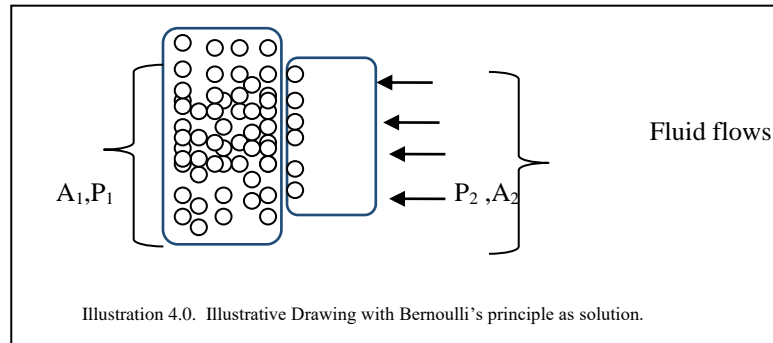 Fluid flows
A₁,P₁
P₂ ,A₂
Illustration 4.0. Illustrative Drawing with Bernoulli’s principle as solution.